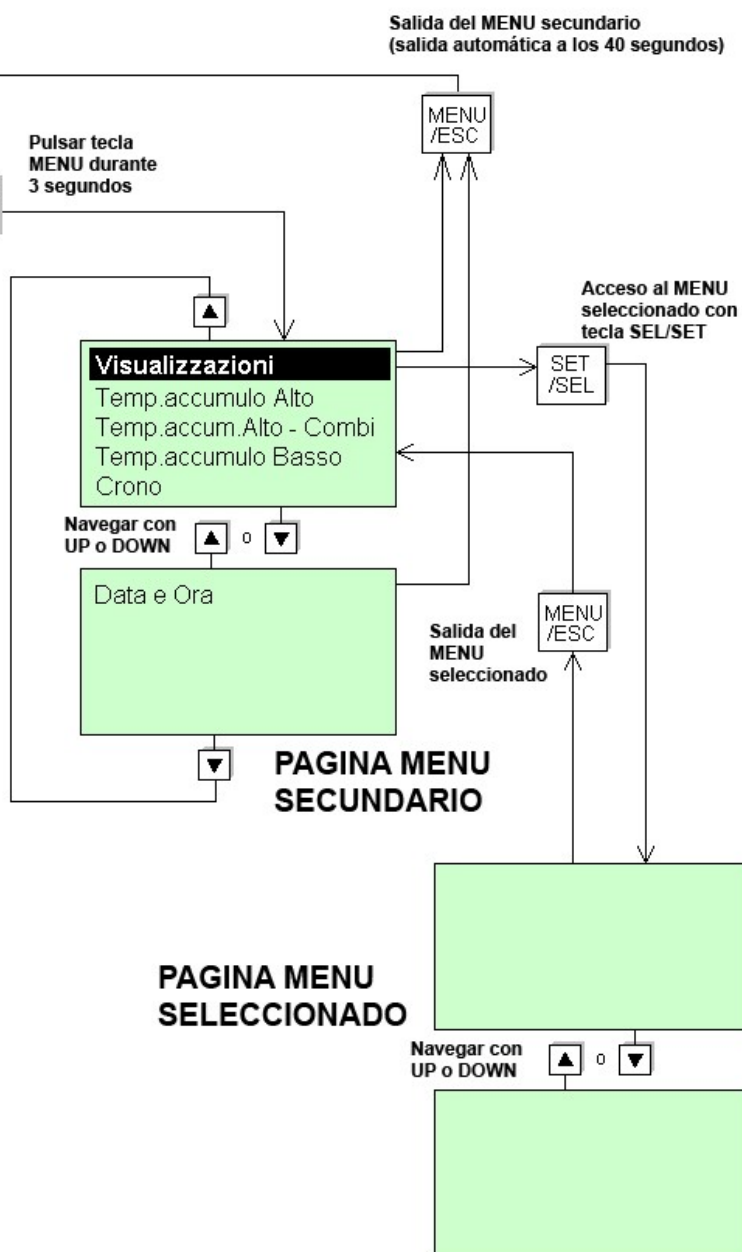 Salida del MENU secundario
(salida automática a los 40 segundos)
MENU
/ESC
Pulsar tecla
MENU durante
3 segundos
Acceso al MENU
seleccionado con
tecla SEL/SET
SET
/SEL
Visualizzazioni
Temp.accumulo Alto
Temp.accum.Alto - Combi
Temp.accumulo Basso
Crono
Navegar con
UP o DOWN
o
Data e Ora
MENU
/ESC
Salida del
MENU
seleccionado
PAGINA MENU
SECUNDARIO
PAGINA MENU
SELECCIONADO
Navegar con
UP o DOWN
o